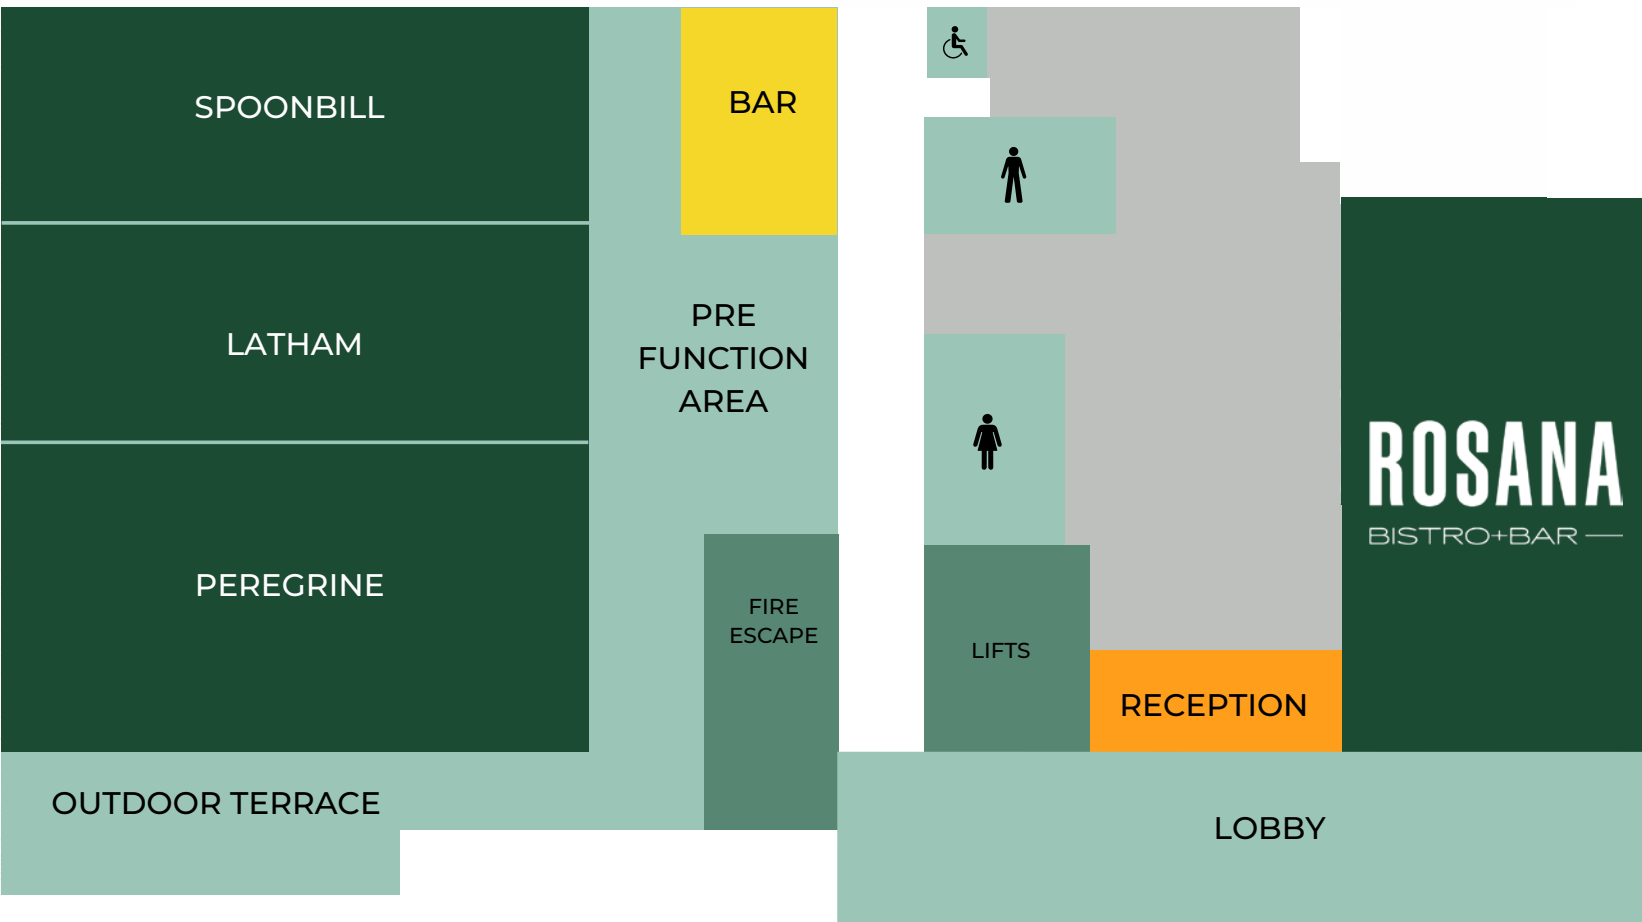 SPOONBILL
BAR
LATHAM
PRE
FUNCTION
AREA
PEREGRINE
FIRE
ESCAPE
LIFTS
RECEPTION
ROSANA
BISTRO+BAR
OUTDOOR TERRACE
LOBBY